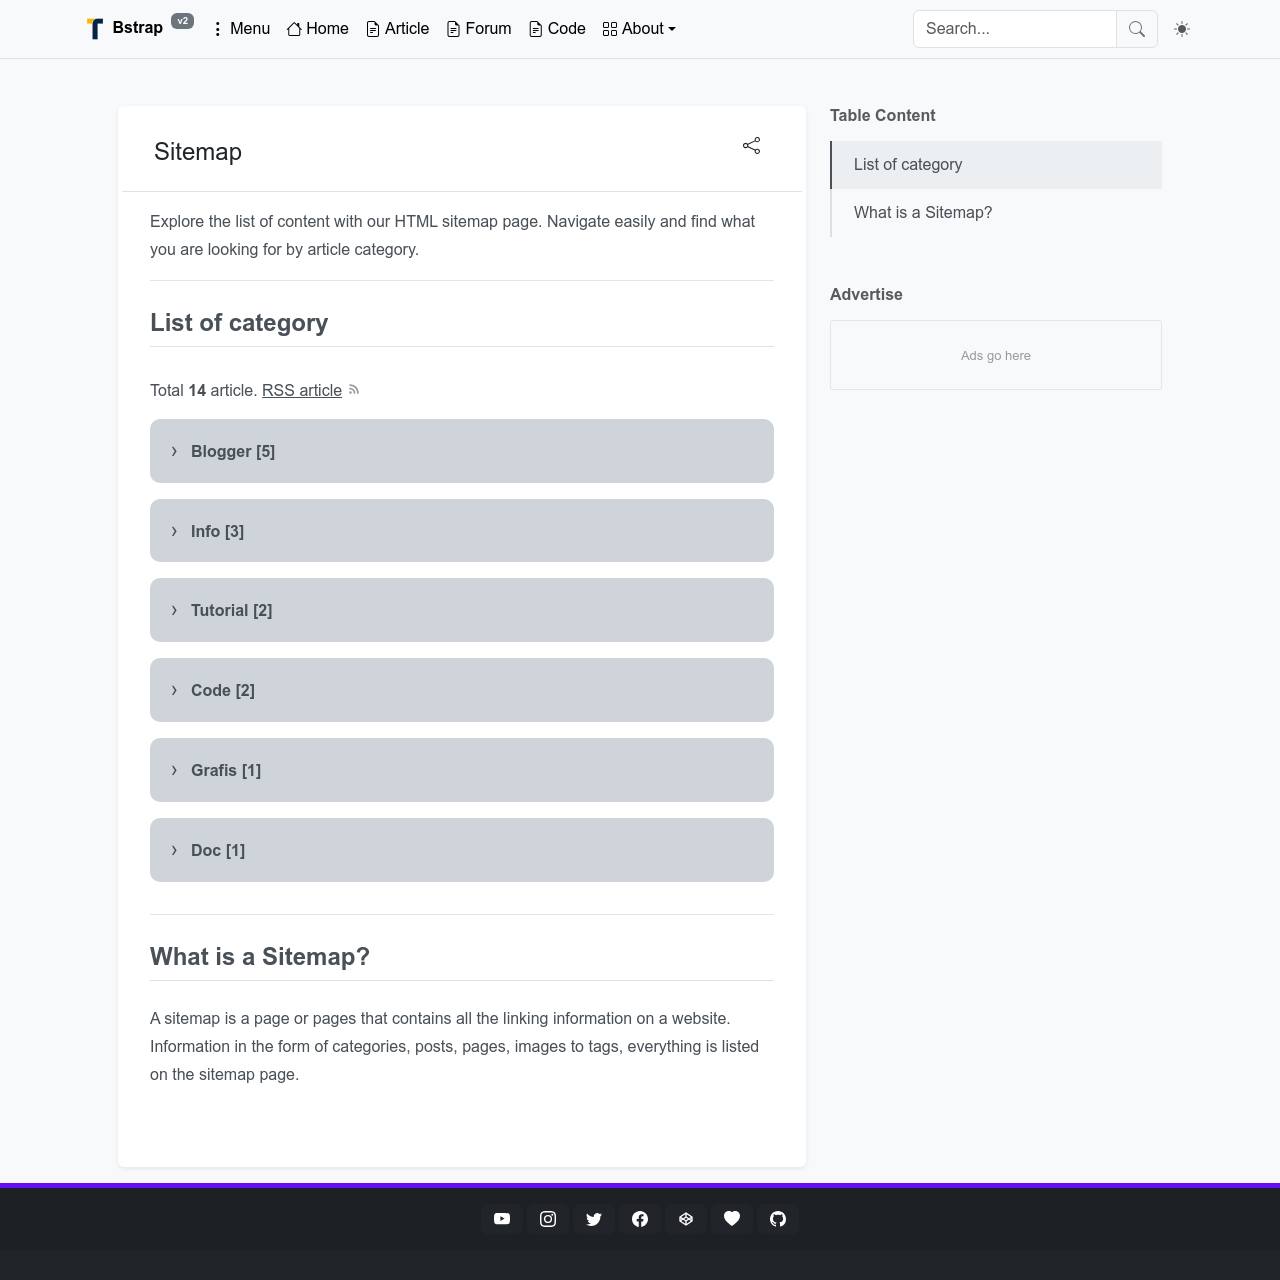 Bstrap v2 Menu Home Article Forum Code About Search...
Sitemap
Explore the list of content with our HTML sitemap page. Navigate easily and find what
you are looking for by article category.
List of category
Total 14 article. RSS article
Blogger [5]
Info [3]
Tutorial [2]
Code [2]
Grafis [1]
Doc [1]
What is a Sitemap?
A sitemap is a page or pages that contains all the linking information on a website.
Information in the form of categories, posts, pages, images to tags, everything is listed
on the sitemap page.
Table Content
List of category
What is a Sitemap?
Advertise
Ads go here